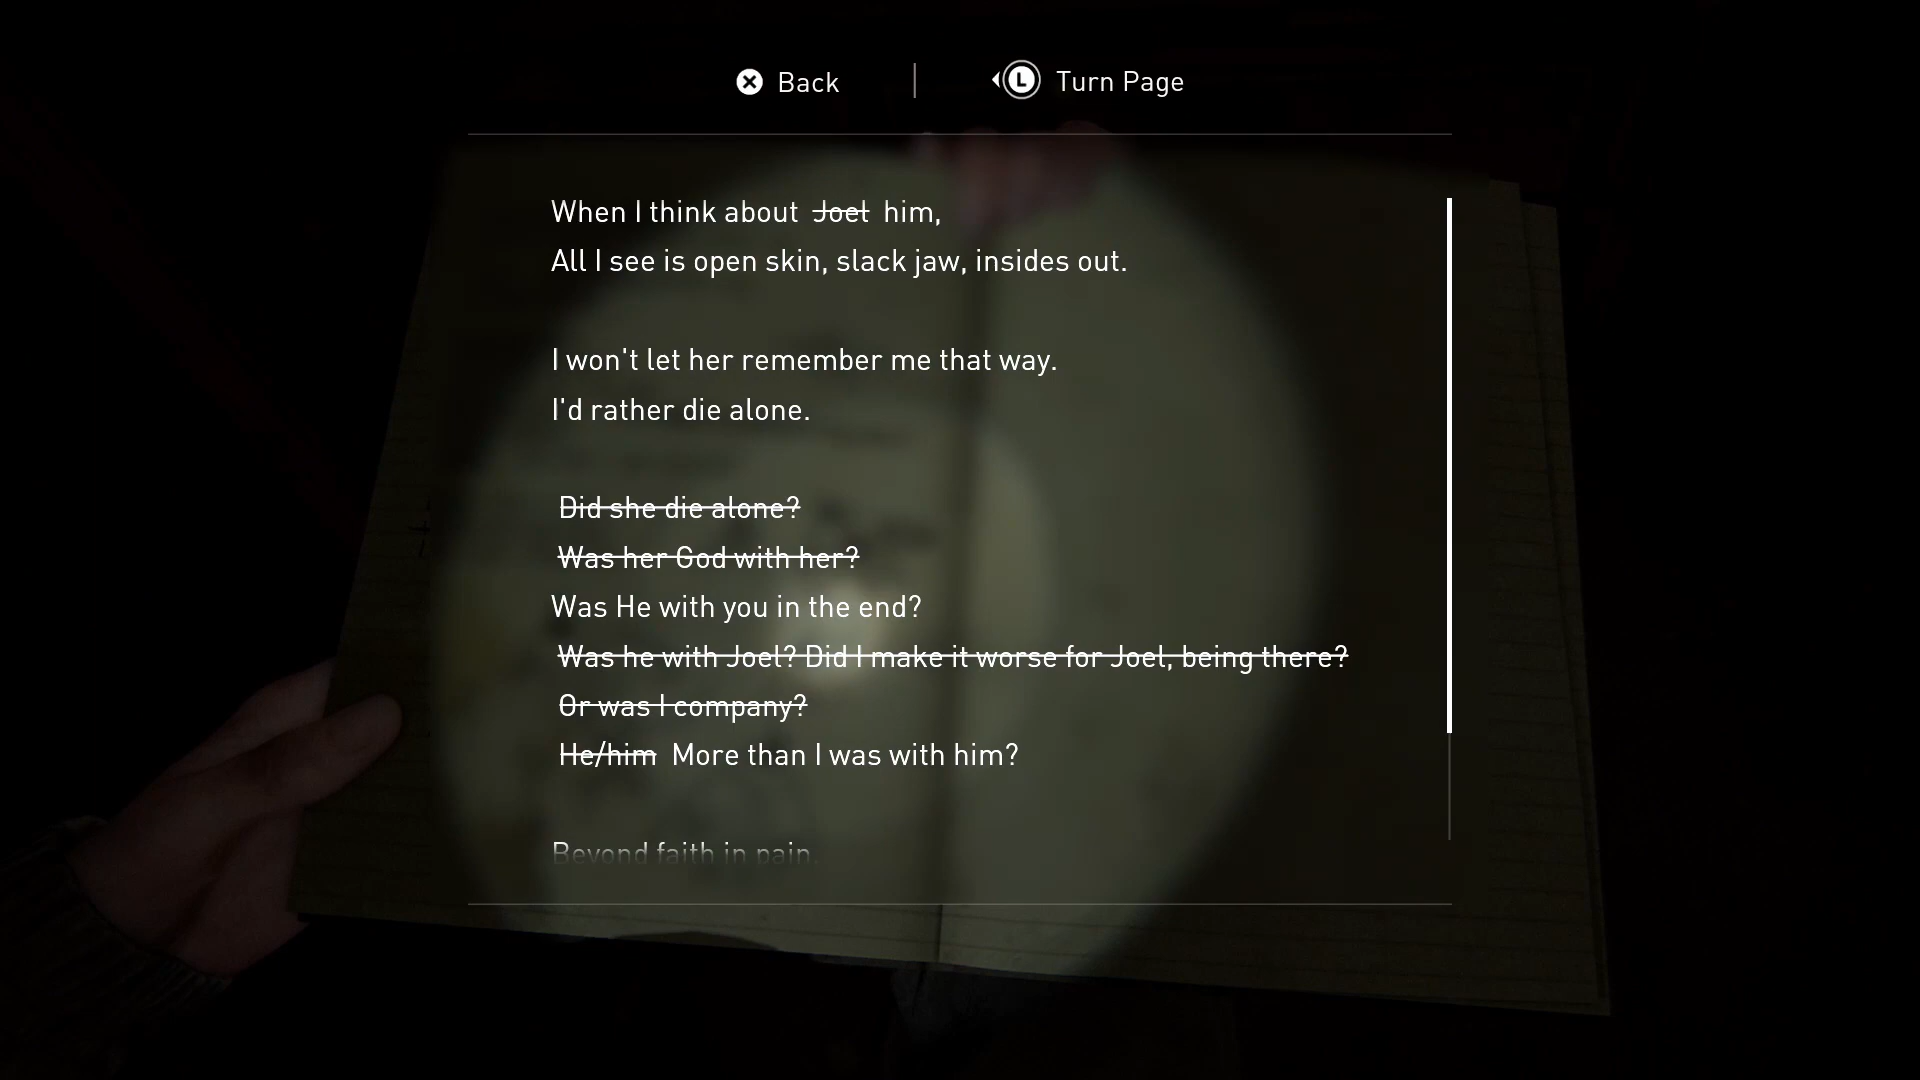 Back
L Turn Page
When I think about Joel him,
All I see is open skin, slack jaw, insides out.
I won't let her remember me that way.
I'd rather die alone.
Did she die alone?
Was her God with her?
Was He with you in the end?
Was he with Joel? Did I make it worse for Joel, being there?
Or was I company?
He/him More than I was with him?
Beyond faith in pain.